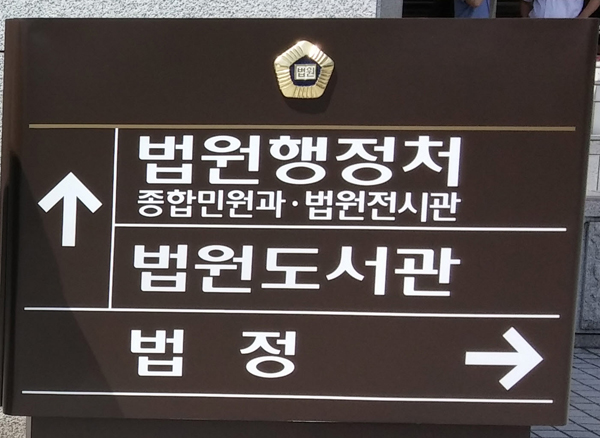 법원
법원행정처
종합민원과·법원전시관
법원도서관
법 정